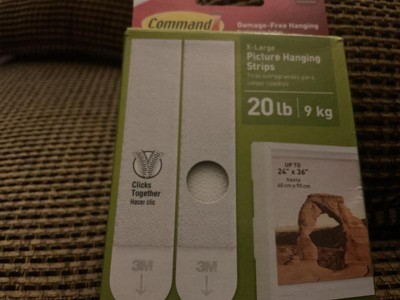 Command
Damage-Free Hanging
X-Large
Picture Hanging
Strips
20 lb | 9 kg
UP TO
24" x 36"
hasta
Clicks
Together
Hacer clic
3M
3M